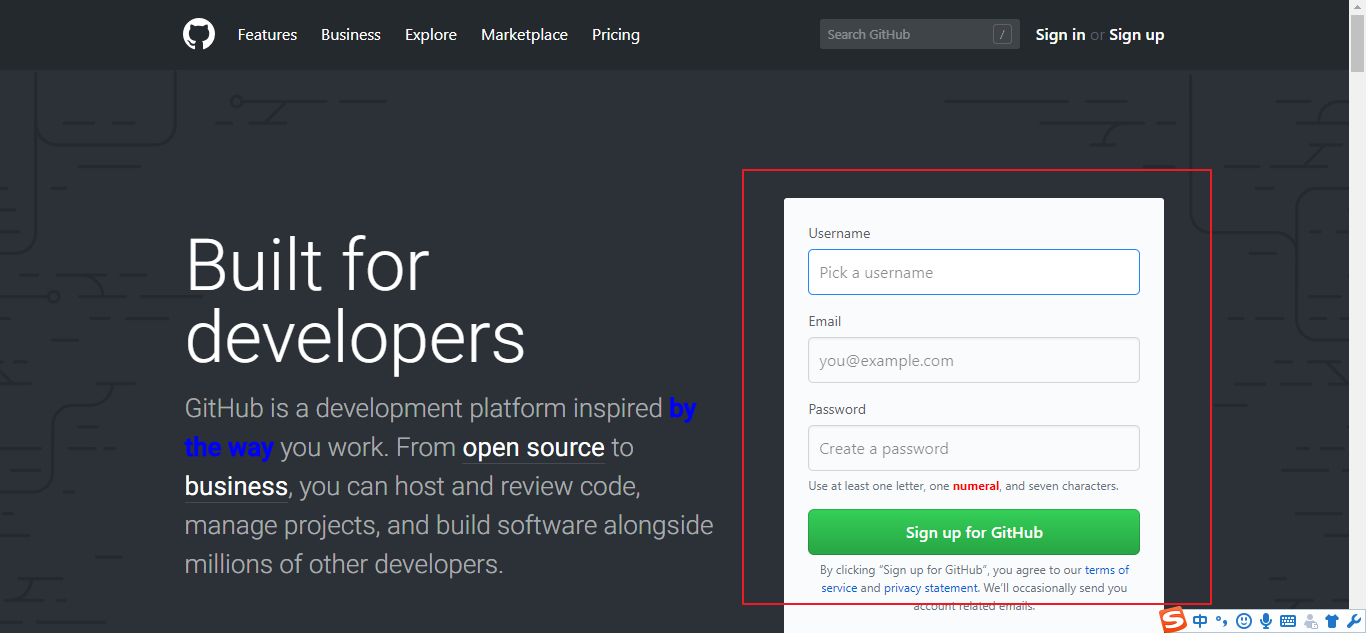 Features Business Explore Marketplace Pricing Search GitHub / Sign in or Sign up
Built for
developers
GitHub is a development platform inspired by
the way you work. From open source to
business, you can host and review code,
manage projects, and build software alongside
millions of other developers.
Username
Pick a username
Email
you@example.com
Password
Create a password
Use at least one letter, one numeral, and seven characters.
Sign up for GitHub
By clicking “Sign up for GitHub”, you agree to our terms of
service and privacy statement. We’ll occasionally send you
account related emails.
S 中